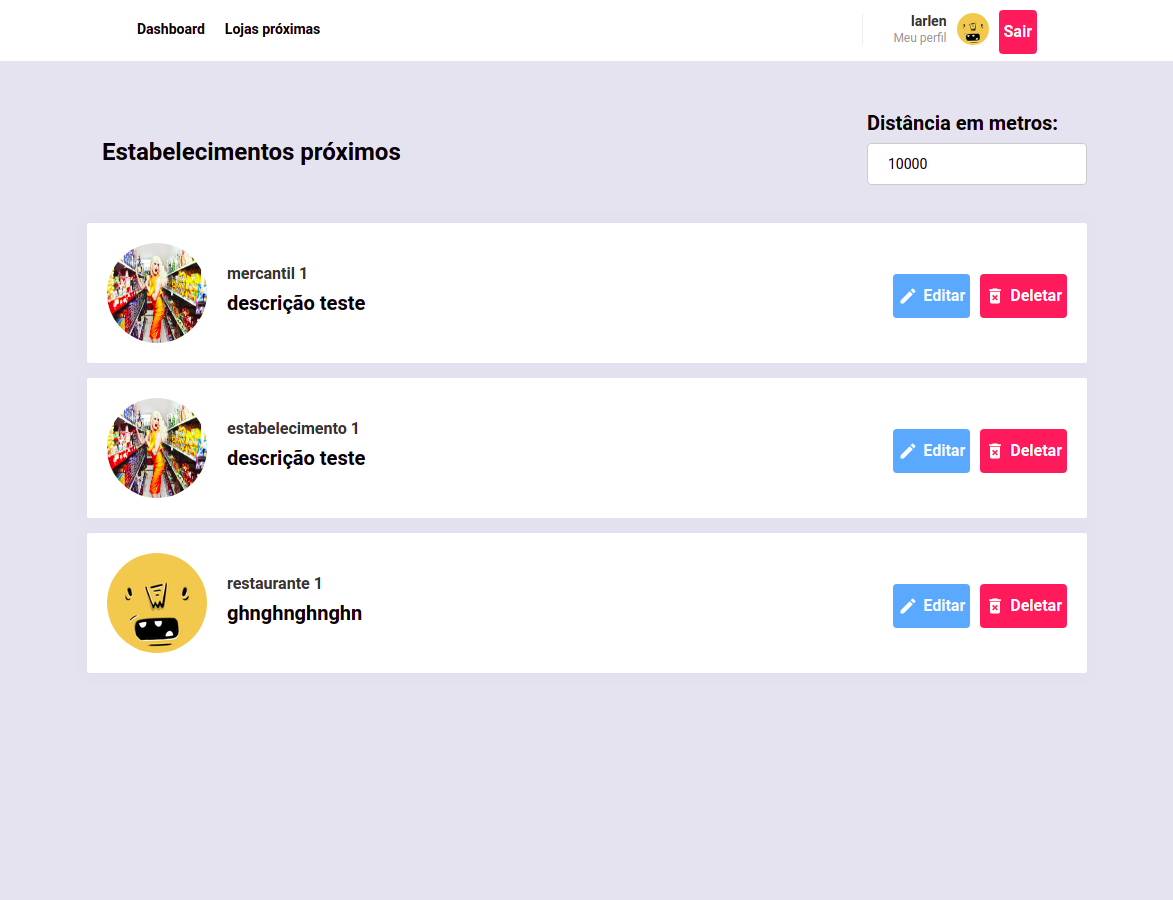 Dashboard Lojas próximas
Iarlen
Meu perfil
Sair
Estabelecimentos próximos
Distância em metros:
10000
mercantil 1
descrição teste
Editar Deletar
estabelecimento 1
descrição teste
Editar Deletar
restaurante 1
ghnghnghnghn
Editar Deletar